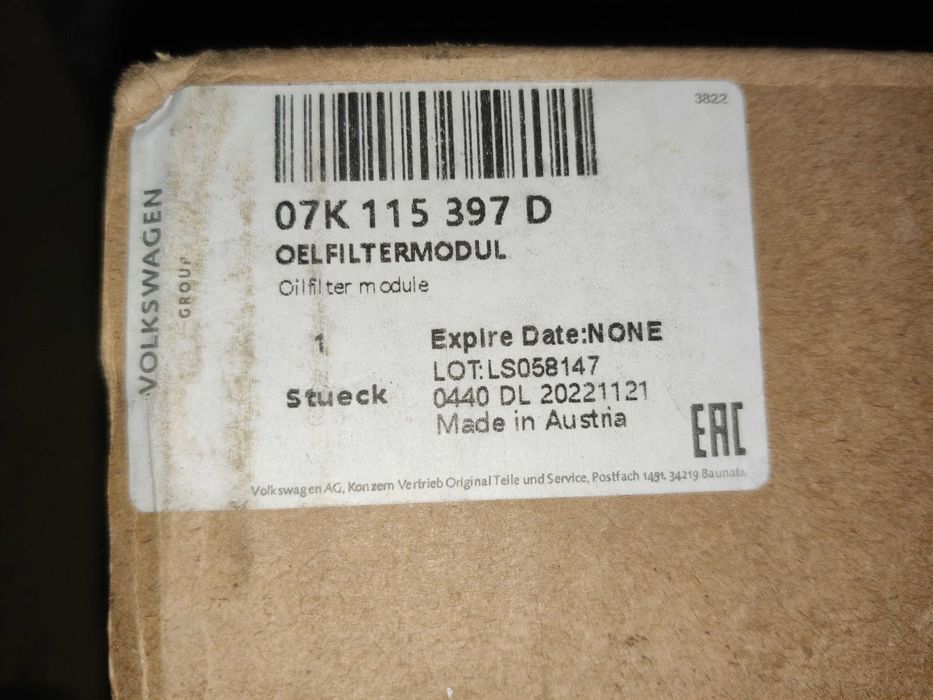 3822
07K 115 397 D
OELFILTERMODUL
Oilfilter module
VOLKSWAGEN
GROUP
1
Stueck
Expire Date:NONE
LOT:LS058147
0440 DL 20221121
Made in Austria
EAC
Volkswagen AG, Konzern Vertrieb Original Teile und Service, Postfach 1491, 34219 Baunatal